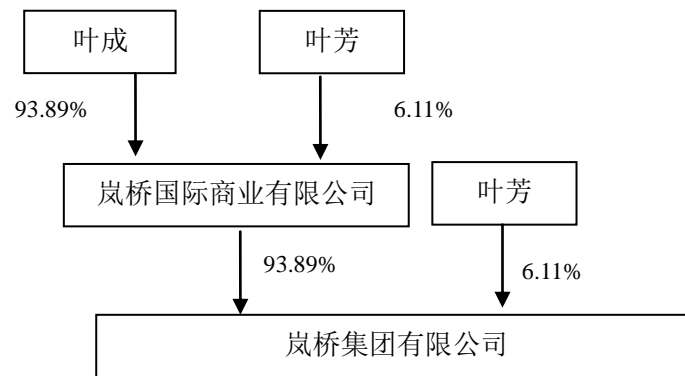 叶成
叶芳
93.89%
6.11%
岚桥国际商业有限公司
叶芳
93.89%
6.11%
岚桥集团有限公司